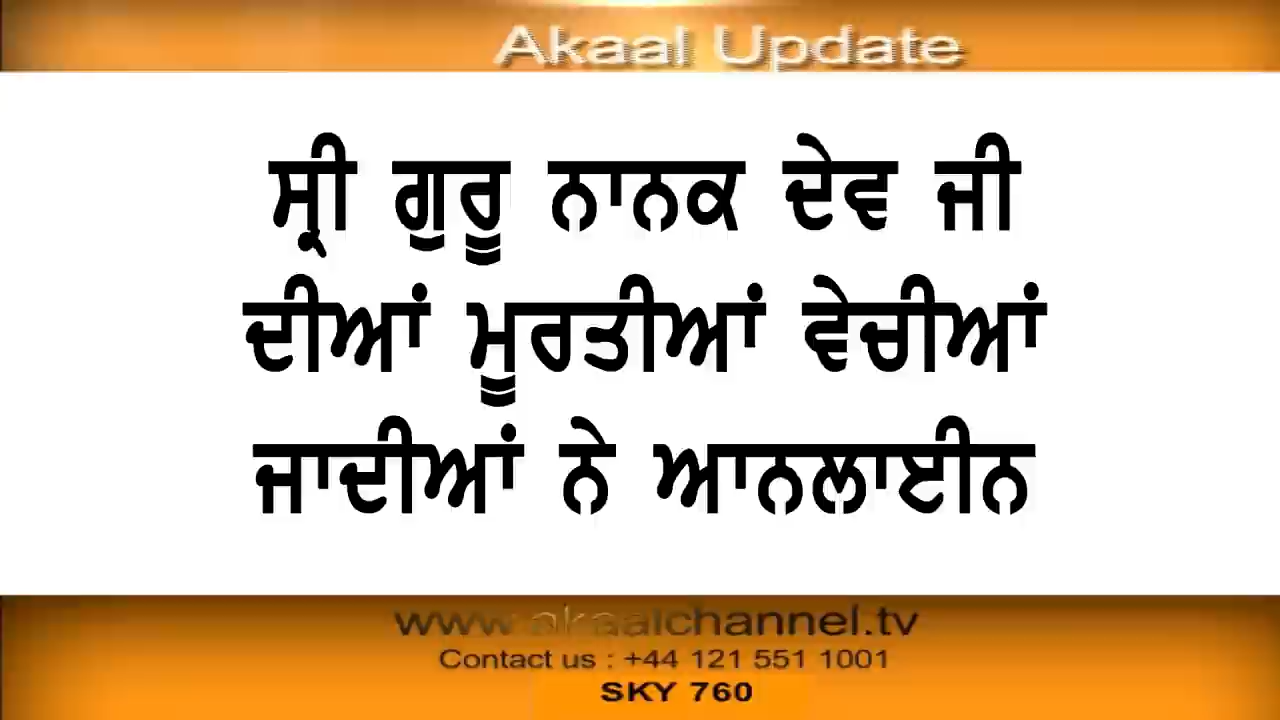 Akaal Update
ਸ੍ਰੀ ਗੁਰੂ ਨਾਨਕ ਦੇਵ ਜੀ
ਦੀਆਂ ਮੂਰਤੀਆਂ ਵੇਚੀਆਂ
ਜਾਦੀਆਂ ਨੇ ਆਨਲਾਈਨ
www.akaalchannel.tv
Contact us : +44 121 551 1001
SKY 760